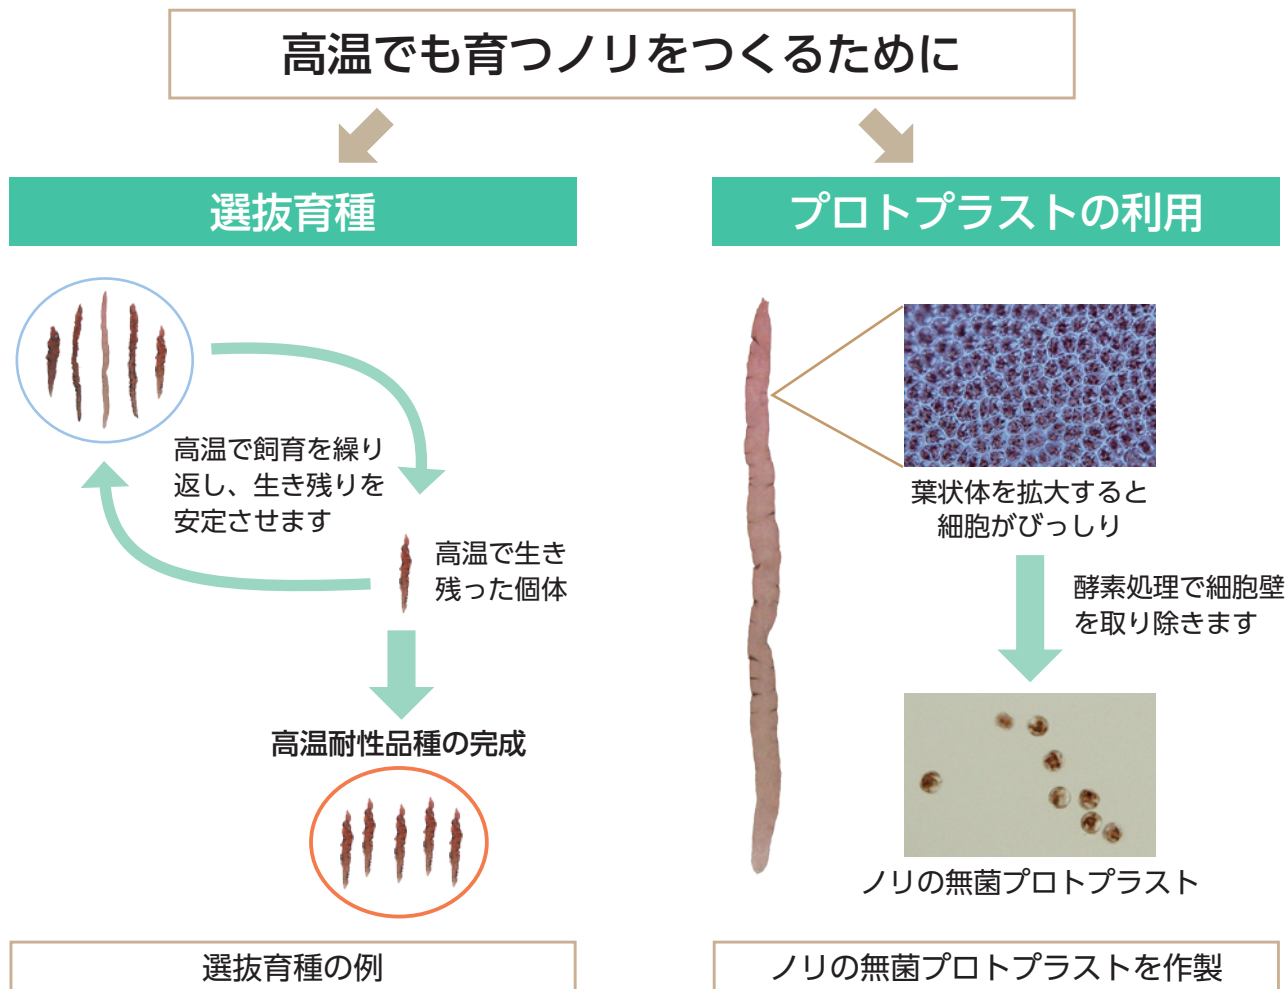 高温でも育つノリをつくるために
選抜育種
高温で飼育を繰り
返し、生き残りを
安定させます
高温で生き
残った個体
高温耐性品種の完成
選抜育種の例
プロトプラストの利用
葉状体を拡大すると
細胞がびっしり
酵素処理で細胞壁
を取り除きます
ノリの無菌プロトプラスト
ノリの無菌プロトプラストを作製